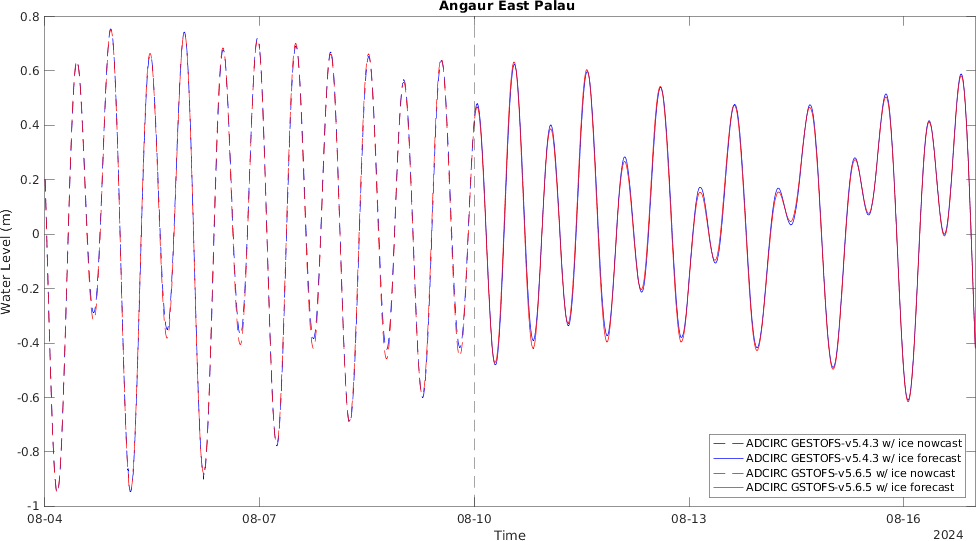 Angaur East Palau
0.8
0.6
0.4
0.2
0
-0.2
-0.4
-0.6
-0.8
-1
Water Level (m)
ADCIRC GESTOFS-v5.4.3 w/ ice nowcast
ADCIRC GESTOFS-v5.4.3 w/ ice forecast
ADCIRC GSTOFS-v5.6.5 w/ ice nowcast
ADCIRC GSTOFS-v5.6.5 w/ ice forecast
08-04 08-07 08-10 08-13 08-16
Time
2024